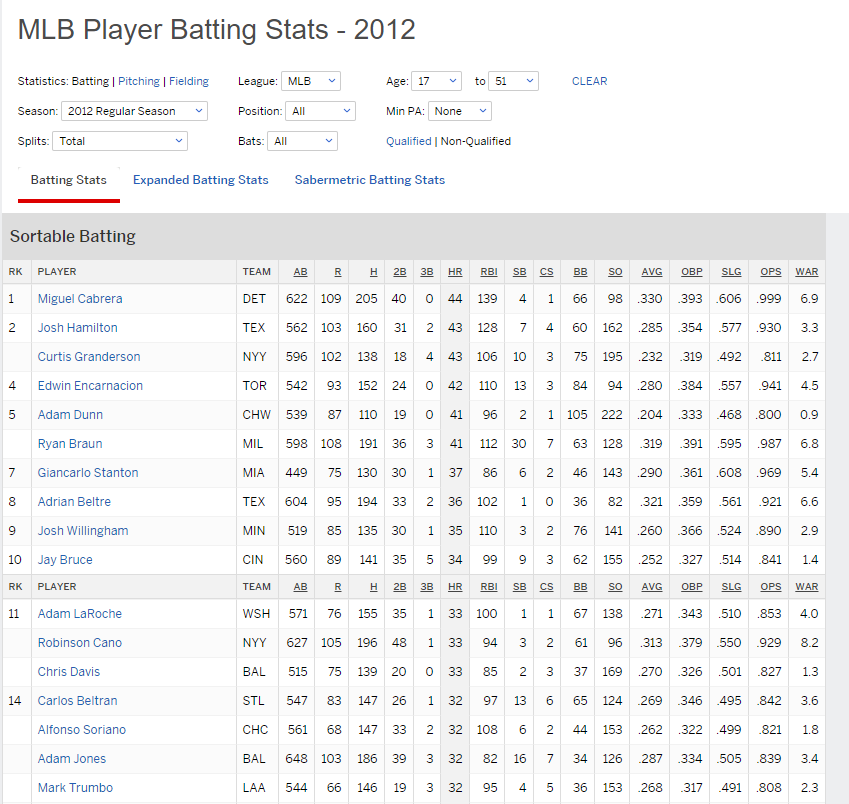 MLB Player Batting Stats - 2012
Statistics: Batting | Pitching | Fielding League: MLB Age: 17 to 51 CLEAR
Season: 2012 Regular Season Position: All Min PA: None
Splits: Total Bats: All Qualified | Non-Qualified
Batting Stats Expanded Batting Stats Sabermetric Batting Stats
Sortable Batting
RK PLAYER TEAM AB R H 2B 3B HR RBI SB CS BB SO AVG OBP SLG OPS WAR
1 Miguel Cabrera DET 622 109 205 40 0 44 139 4 1 66 98 .330 .393 .606 .999 6.9
2 Josh Hamilton TEX 562 103 160 31 2 43 128 7 4 60 162 .285 .354 .577 .930 3.3
Curtis Granderson NYY 596 102 138 18 4 43 106 10 3 75 195 .232 .319 .492 .811 2.7
4 Edwin Encarnacion TOR 542 93 152 24 0 42 110 13 3 84 94 .280 .384 .557 .941 4.5
5 Adam Dunn CHW 539 87 110 19 0 41 96 2 1 105 222 .204 .333 .468 .800 0.9
Ryan Braun MIL 598 108 191 36 3 41 112 30 7 63 128 .319 .391 .595 .987 6.8
7 Giancarlo Stanton MIA 449 75 130 30 1 37 86 6 2 46 143 .290 .361 .608 .969 5.4
8 Adrian Beltre TEX 604 95 194 33 2 36 102 1 0 36 82 .321 .359 .561 .921 6.6
9 Josh Willingham MIN 519 85 135 30 1 35 110 3 2 76 141 .260 .366 .524 .890 2.9
10 Jay Bruce CIN 560 89 141 35 5 34 99 9 3 62 155 .252 .327 .514 .841 1.4
RK PLAYER TEAM AB R H 2B 3B HR RBI SB CS BB SO AVG OBP SLG OPS WAR
11 Adam LaRoche WSH 571 76 155 35 1 33 100 1 1 67 138 .271 .343 .510 .853 4.0
Robinson Cano NYY 627 105 196 48 1 33 94 3 2 61 96 .313 .379 .550 .929 8.2
Chris Davis BAL 515 75 139 20 0 33 85 2 3 37 169 .270 .326 .501 .827 1.3
14 Carlos Beltran STL 547 83 147 26 1 32 97 13 6 65 124 .269 .346 .495 .842 3.6
Alfonso Soriano CHC 561 68 147 33 2 32 108 6 2 44 153 .262 .322 .499 .821 1.8
Adam Jones BAL 648 103 186 39 3 32 82 16 7 34 126 .287 .334 .505 .839 3.4
Mark Trumbo LAA 544 66 146 19 3 32 95 4 5 36 153 .268 .317 .491 .808 2.3